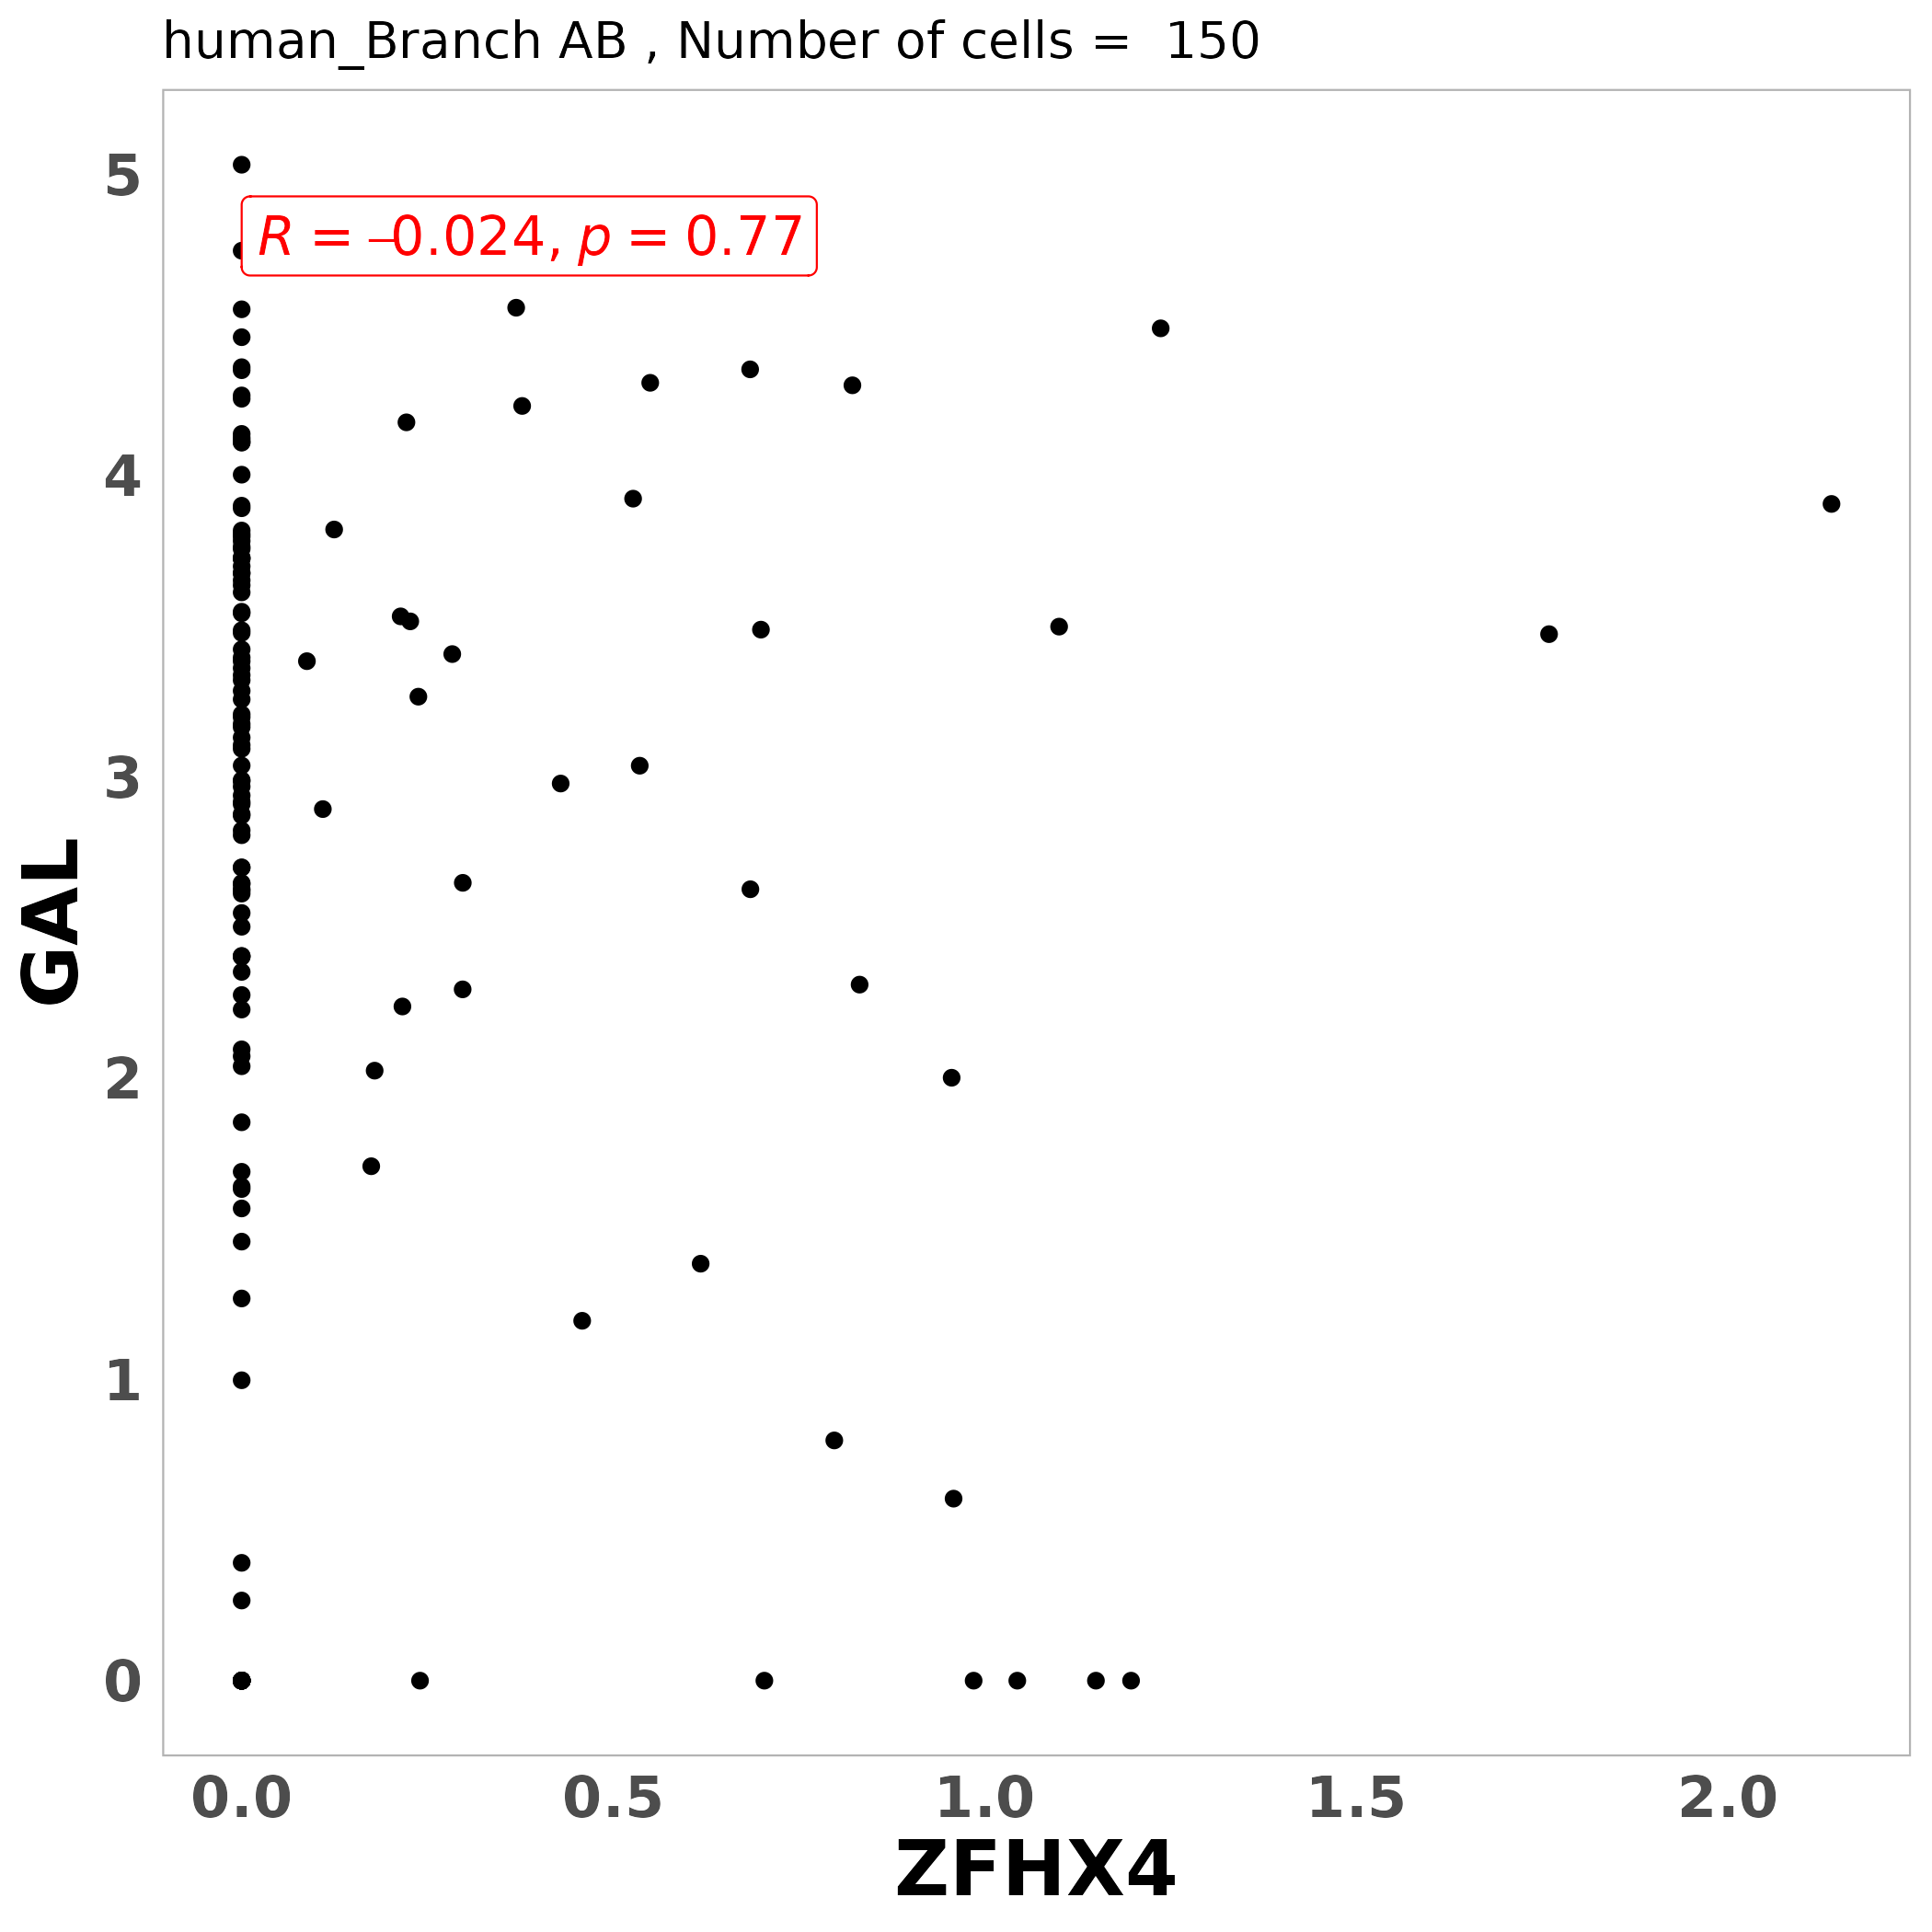 human_Branch AB , Number of cells =  150
R = –0.024, p = 0.77
5
4
3
2
1
0
GAL
0.0 0.5 1.0 1.5 2.0
ZFHX4